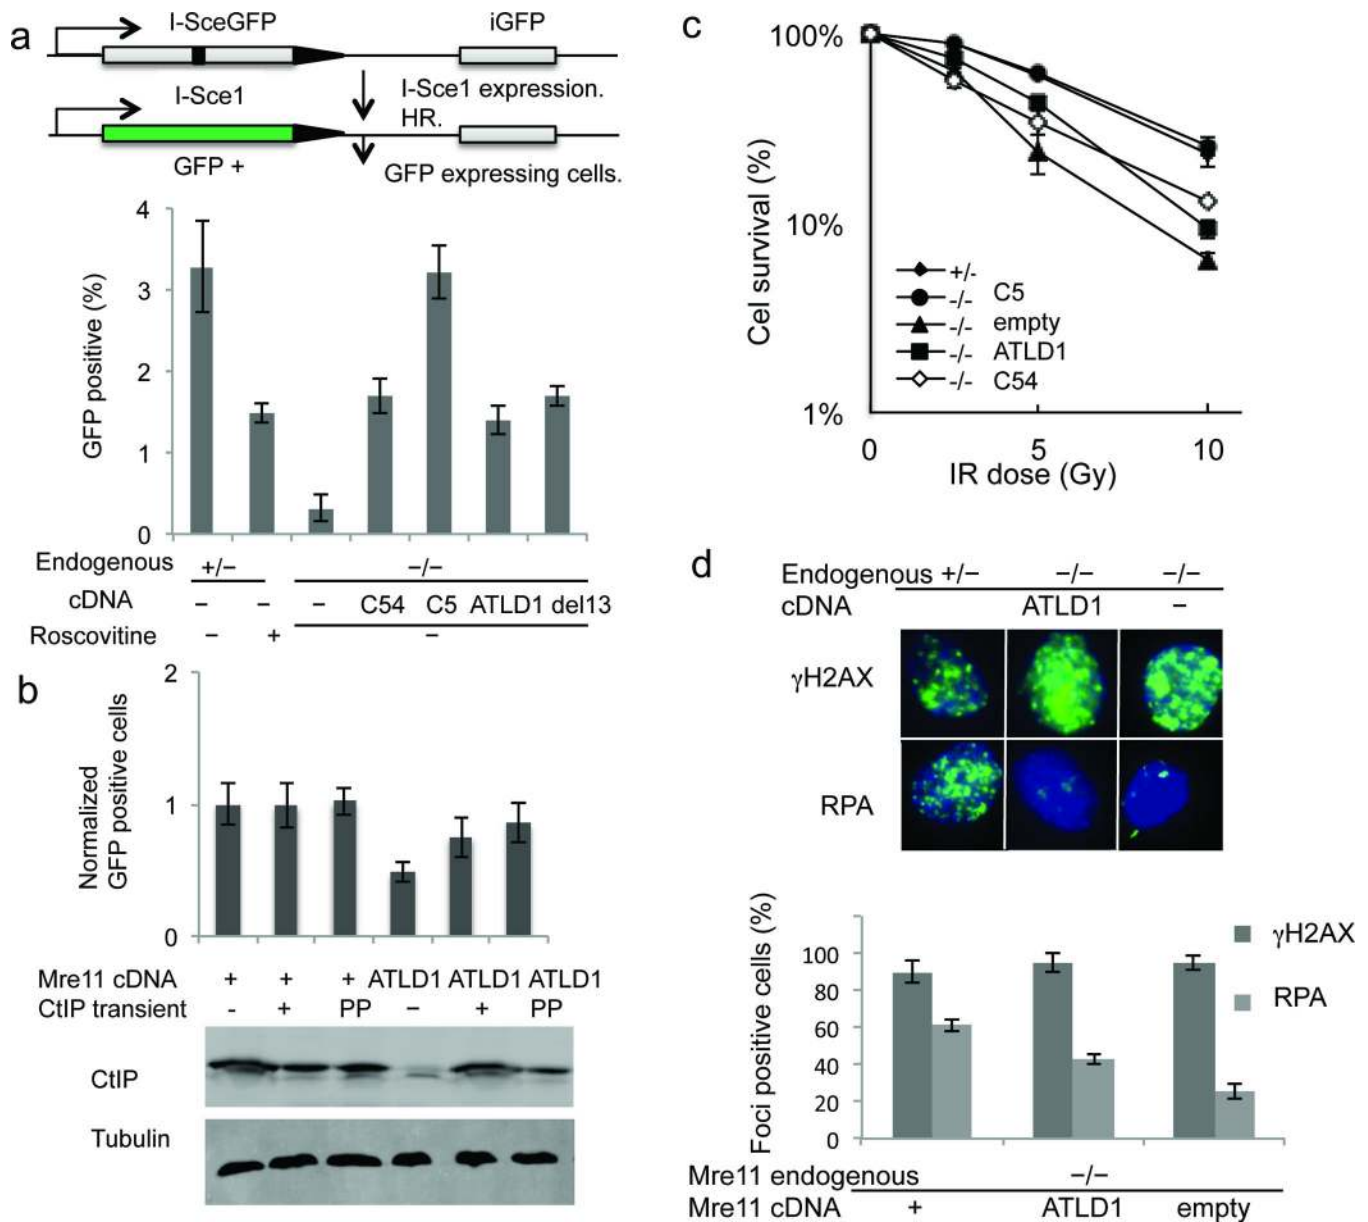 a
I-SceGFP
iGFP
I-Sce1
I-Sce1 expression.
HR.
GFP +
GFP expressing cells.
GFP positive (%)
4
3
2
1
0
Endogenous +/– –/–
cDNA – – – C54 C5 ATLD1 del13
Roscovitine – + –
b
Normalized
GFP positive cells
2
1
0
Mre11 cDNA + + + ATLD1 ATLD1 ATLD1
CtIP transient - + PP – + PP
CtIP
Tubulin
c
Cel survival (%)
100%
10%
1%
+/-
-/- C5
-/- empty
-/- ATLD1
-/- C54
0 5 10
IR dose (Gy)
d
Endogenous +/– –/– –/–
cDNA ATLD1 –
γH2AX
RPA
Foci positive cells (%)
100
80
60
40
20
0
γH2AX
RPA
Mre11 endogenous –/–
Mre11 cDNA + ATLD1 empty